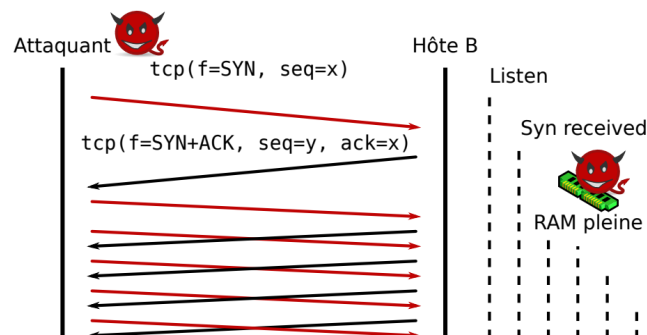 Attaquant
Hôte B
tcp(f=SYN, seq=x)
Listen
Syn received
tcp(f=SYN+ACK, seq=y, ack=x)
RAM pleine